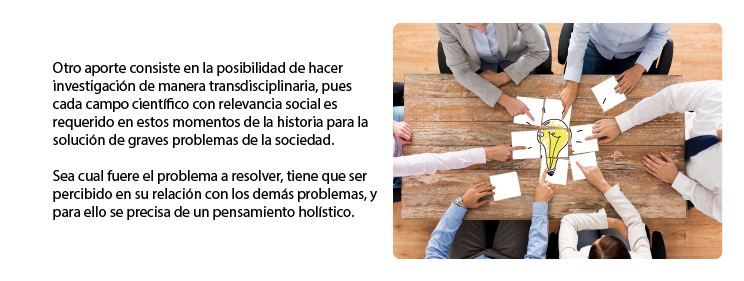 Otro aporte consiste en la posibilidad de hacer
investigación de manera transdisciplinaria, pues
cada campo científico con relevancia social es
requerido en estos momentos de la historia para la
solución de graves problemas de la sociedad.
Sea cual fuere el problema a resolver, tiene que ser
percibido en su relación con los demás problemas, y
para ello se precisa de un pensamiento holístico.